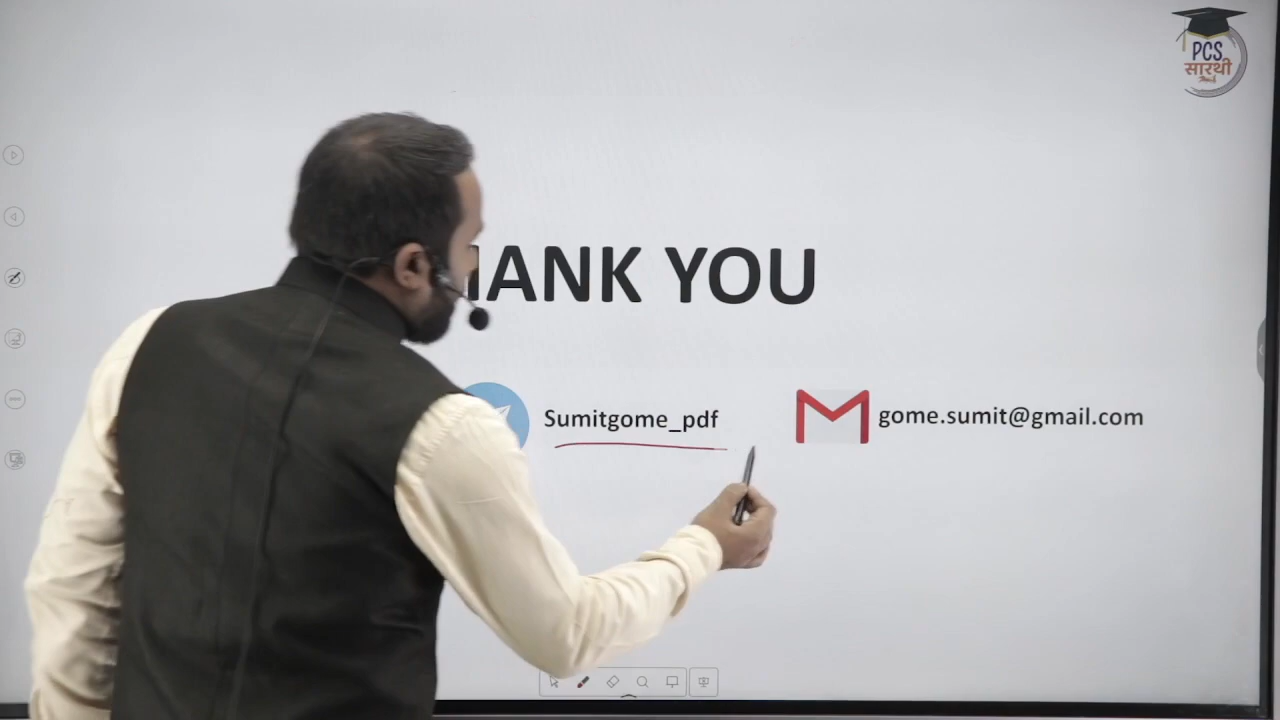 PCS
सारथी
HANK YOU
Sumitgome_pdf
gome.sumit@gmail.com